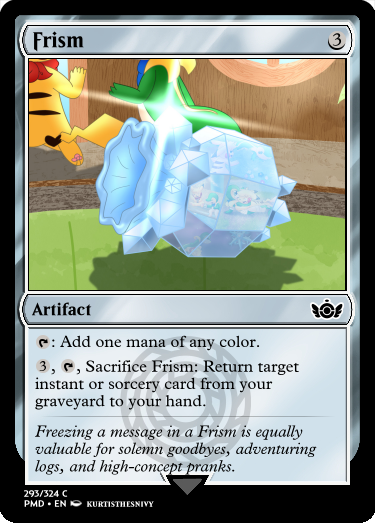 Frism
3
Artifact
: Add one mana of any color.
3, , Sacrifice Frism: Return target
instant or sorcery card from your
graveyard to your hand.
Freezing a message in a Frism is equally
valuable for solemn goodbyes, adventuring
logs, and high-concept pranks.
293/324 C
PMD • EN KURTISTHESNIVY